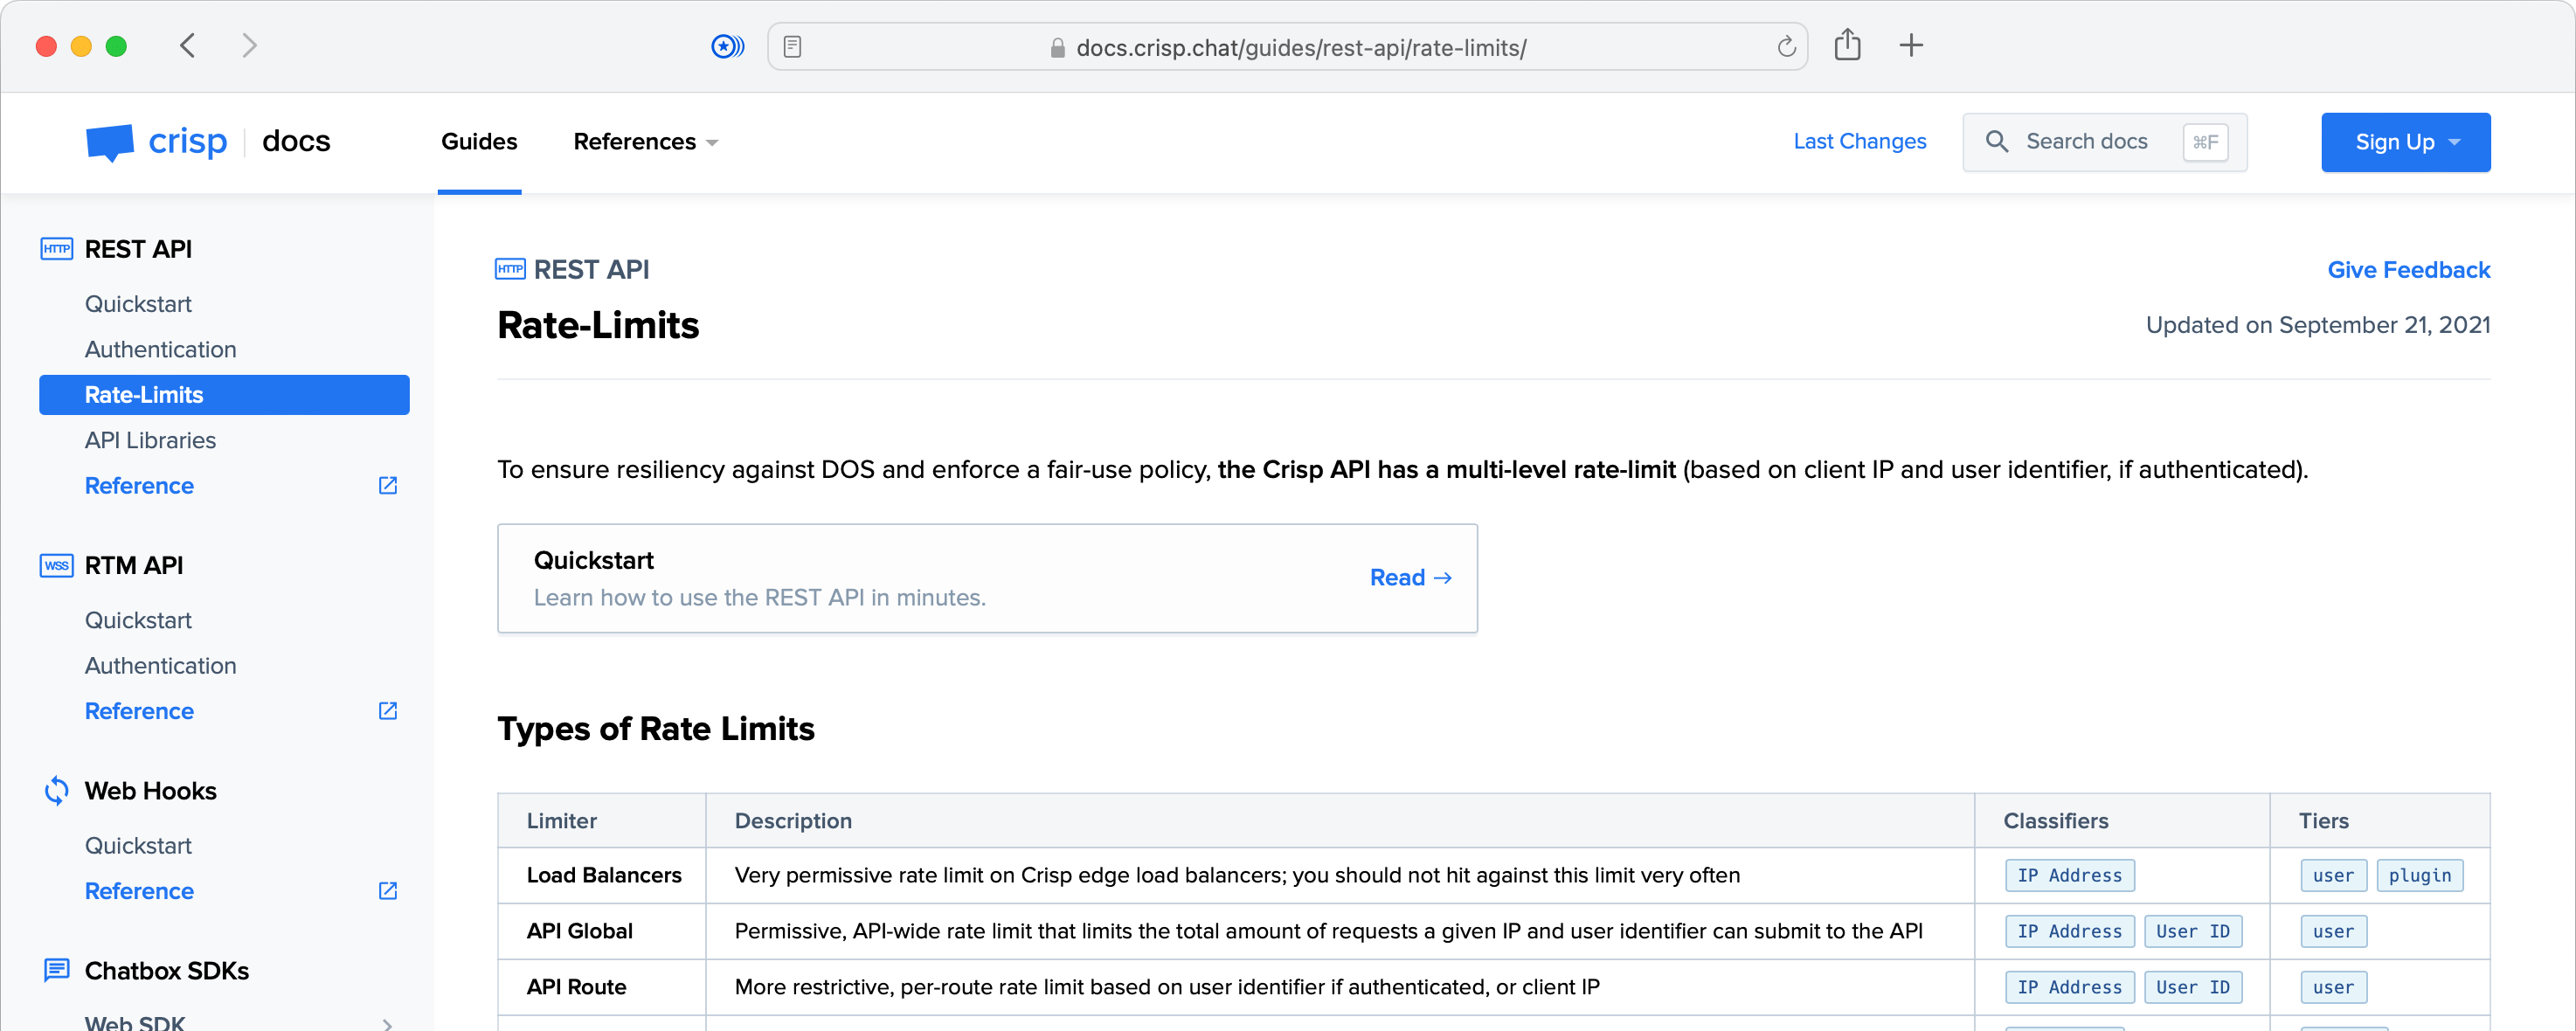 docs.crisp.chat/guides/rest-api/rate-limits/
crisp docs
Guides
References
Last Changes
Search docs
⌘F
Sign Up
HTTP REST API
Quickstart
Authentication
Rate-Limits
API Libraries
Reference
WSS RTM API
Quickstart
Authentication
Reference
Web Hooks
Quickstart
Reference
Chatbox SDKs
Web SDK
HTTP REST API
Give Feedback
Rate-Limits
Updated on September 21, 2021
To ensure resiliency against DOS and enforce a fair-use policy, the Crisp API has a multi-level rate-limit (based on client IP and user identifier, if authenticated).
Quickstart
Learn how to use the REST API in minutes.
Read →
Types of Rate Limits
Limiter Description Classifiers Tiers
Load Balancers Very permissive rate limit on Crisp edge load balancers; you should not hit against this limit very often IP Address user plugin
API Global Permissive, API-wide rate limit that limits the total amount of requests a given IP and user identifier can submit to the API IP Address User ID user
API Route More restrictive, per-route rate limit based on user identifier if authenticated, or client IP IP Address User ID user